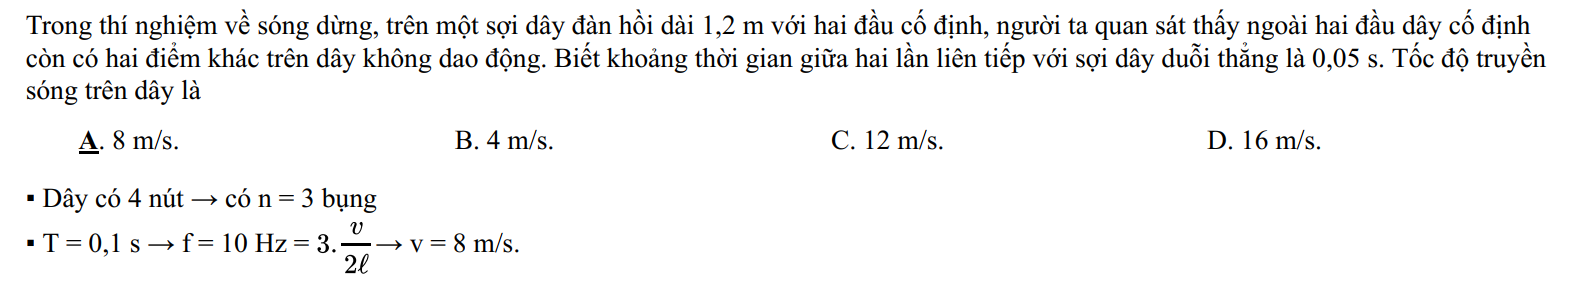 Trong thí nghiệm về sóng dừng, trên một sợi dây đàn hồi dài 1,2 m với hai đầu cố định, người ta quan sát thấy ngoài hai đầu dây cố định
còn có hai điểm khác trên dây không dao động. Biết khoảng thời gian giữa hai lần liên tiếp với sợi dây duỗi thẳng là 0,05 s. Tốc độ truyền
sóng trên dây là
A. 8 m/s. B. 4 m/s. C. 12 m/s. D. 16 m/s.
▪ Dây có 4 nút → có n = 3 bụng
▪ T = 0,1 s → f = 10 Hz = 3. v/2ℓ → v = 8 m/s.